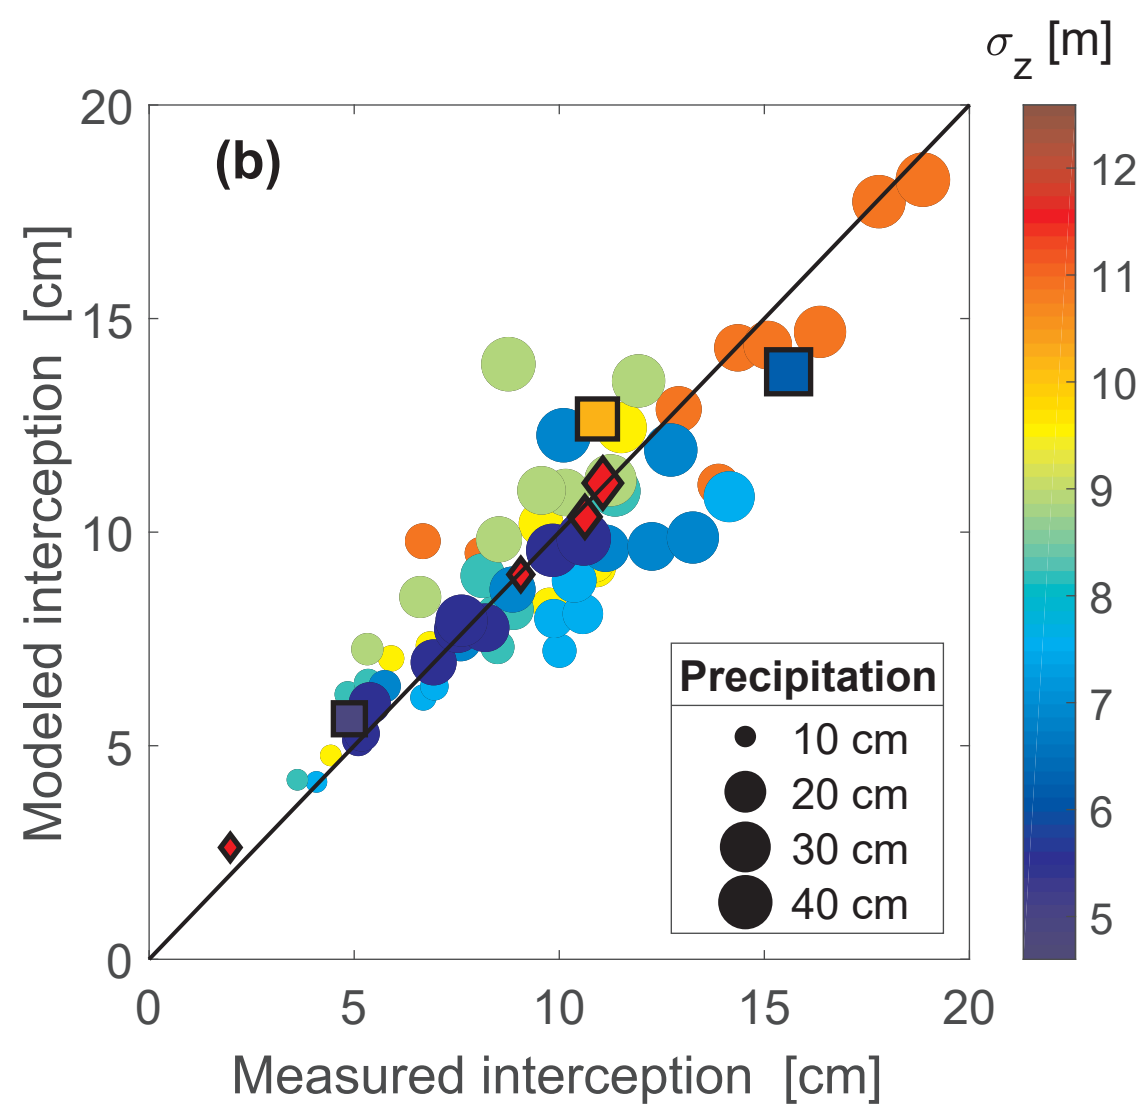 σz [m]
(b)
Modeled interception [cm]
20
15
10
5
0
0 5 10 15 20
Measured interception [cm]
Precipitation
10 cm
20 cm
30 cm
40 cm
12
11
10
9
8
7
6
5